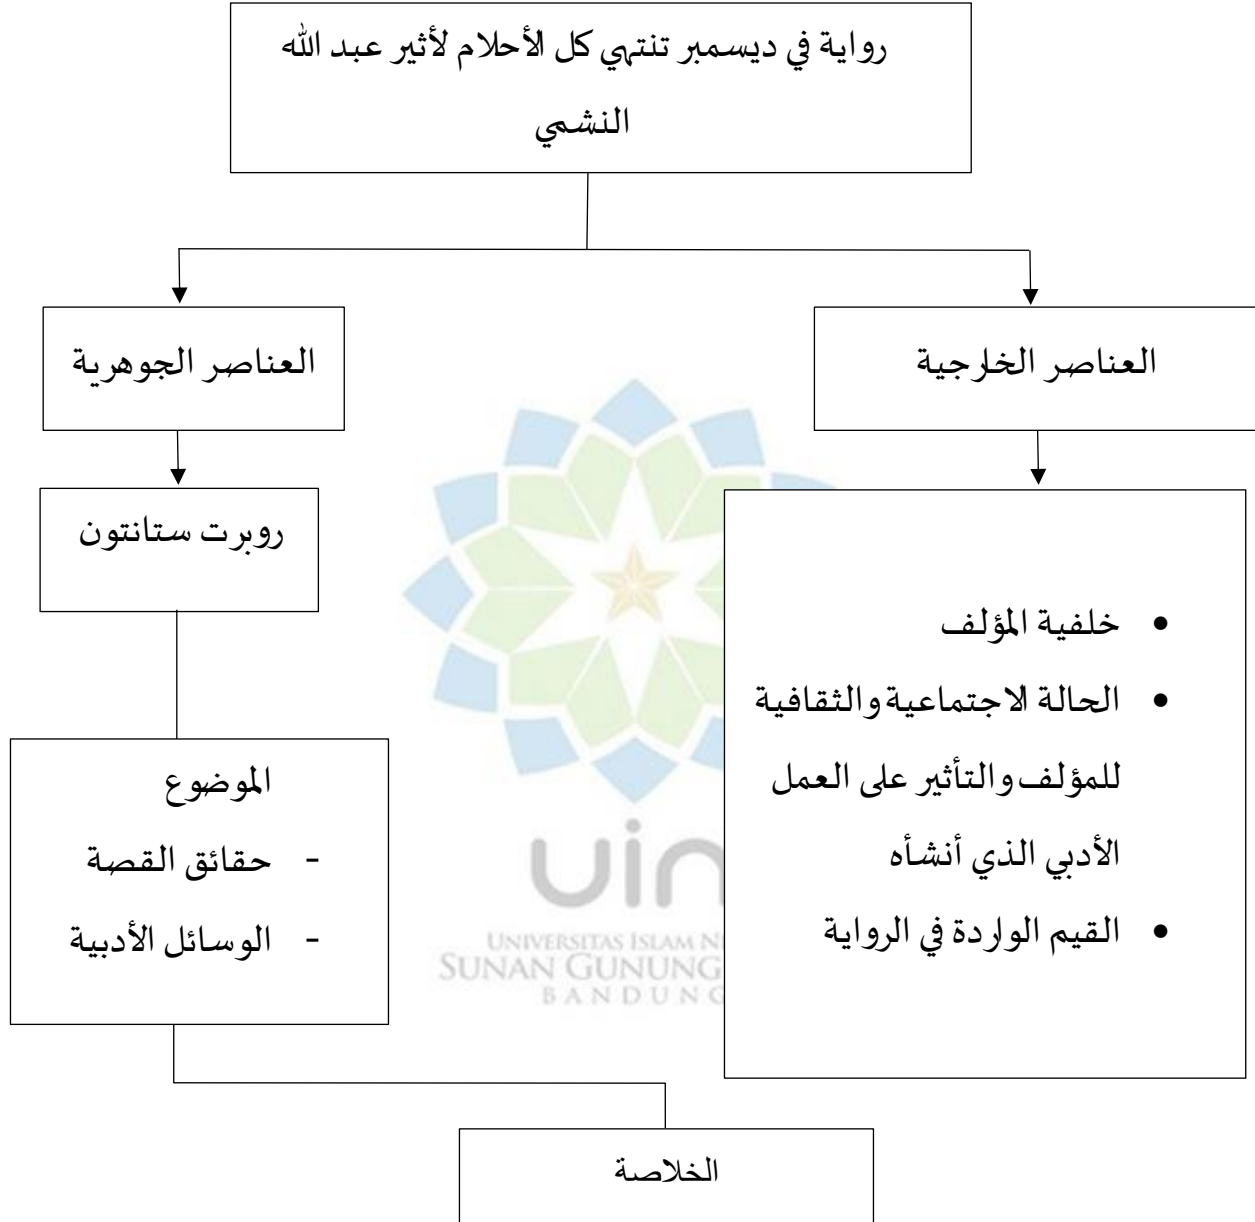 رواية في ديسمبر تنتهي كل الأحلام لأثير عبد الله
النشمي
العناصر الخارجية
العناصر الجوهرية
روبرت ستانتون
• خلفية المؤلف
• الحالة الاجتماعية والثقافية
للمؤلف والتأثير على العمل
الأدبي الذي أنشأه
• القيم الواردة في الرواية
الموضوع
- حقائق القصة
- الوسائل الأدبية
uin
UNIVERSITAS ISLAM N
SUNAN GUNUNG
BANDUNG
الخلاصة